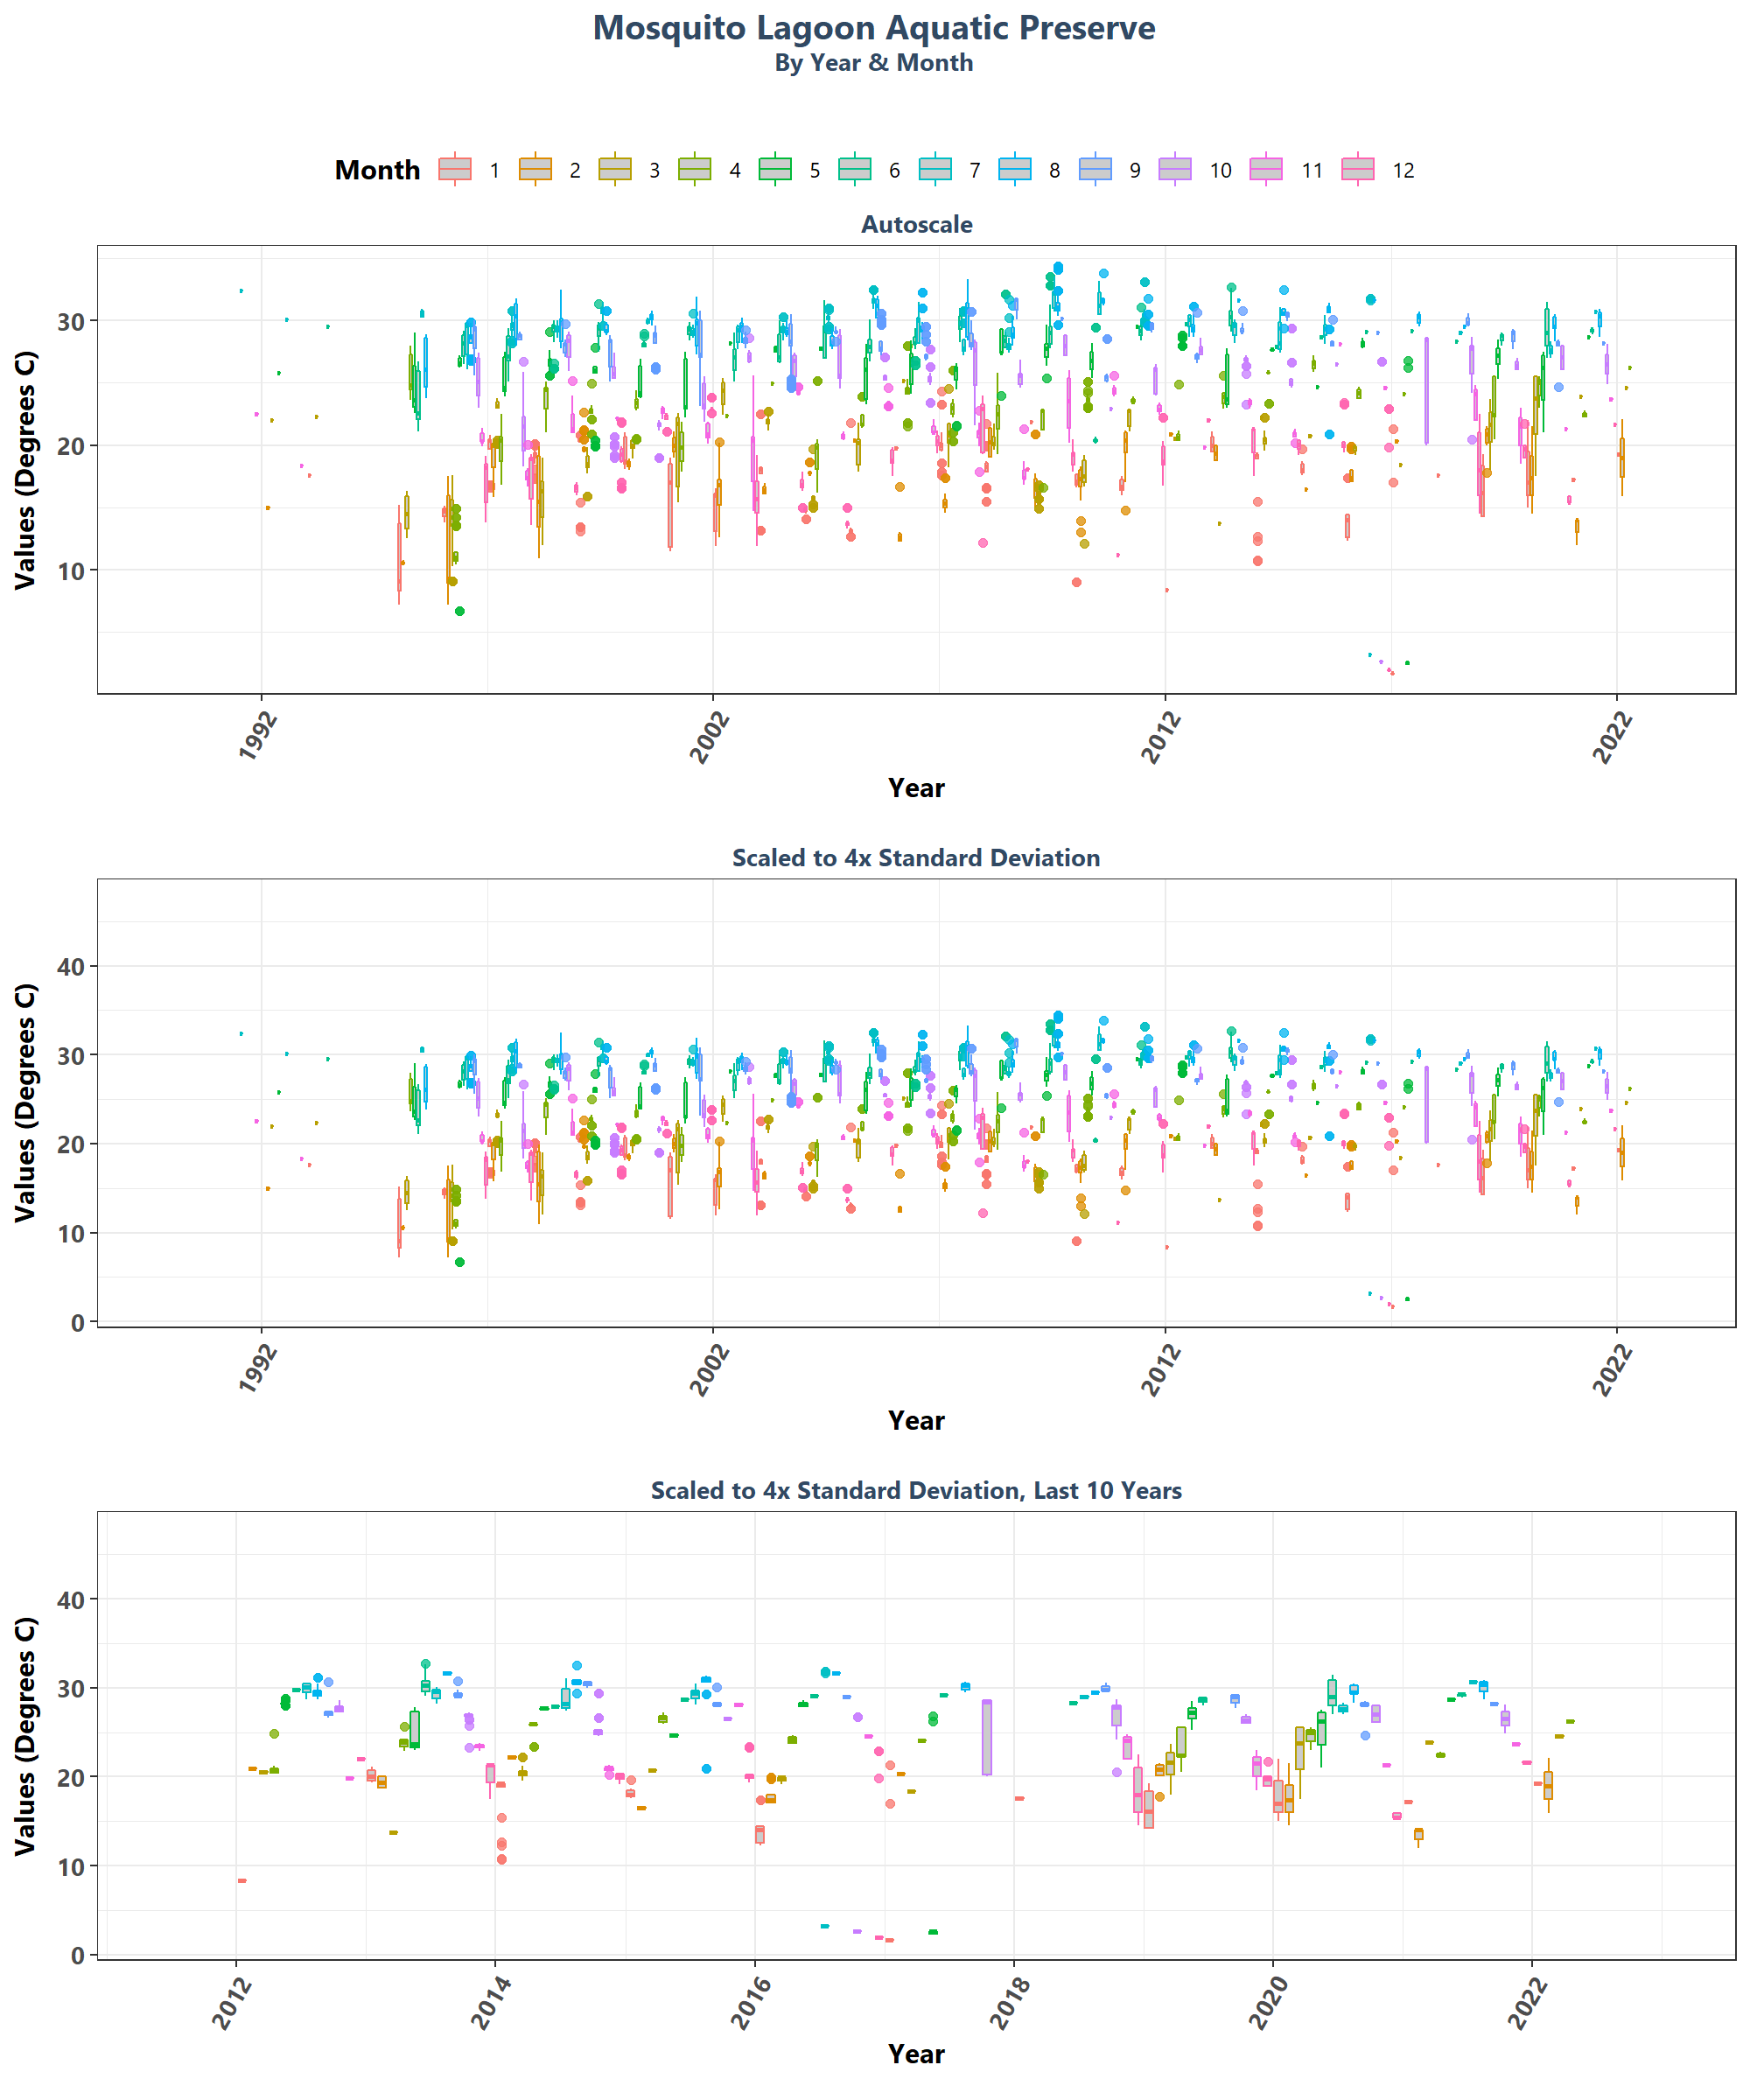 Mosquito Lagoon Aquatic Preserve
By Year & Month
Month 1 2 3 4 5 6 7 8 9 10 11 12
Autoscale
Values (Degrees C)
30
20
10
1992 2002 2012 2022
Year
Scaled to 4x Standard Deviation
Values (Degrees C)
40
30
20
10
0
1992 2002 2012 2022
Year
Scaled to 4x Standard Deviation, Last 10 Years
Values (Degrees C)
40
30
20
10
0
2012 2014 2016 2018 2020 2022
Year